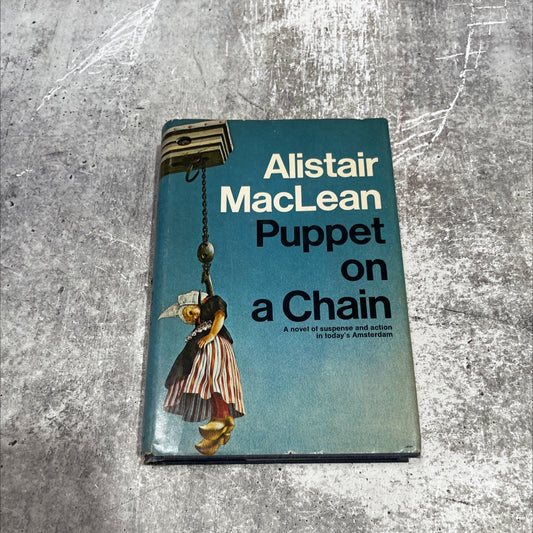 Alistair
MacLean
Puppet
on
a Chain
A novel of suspense and action
in today's Amsterdam